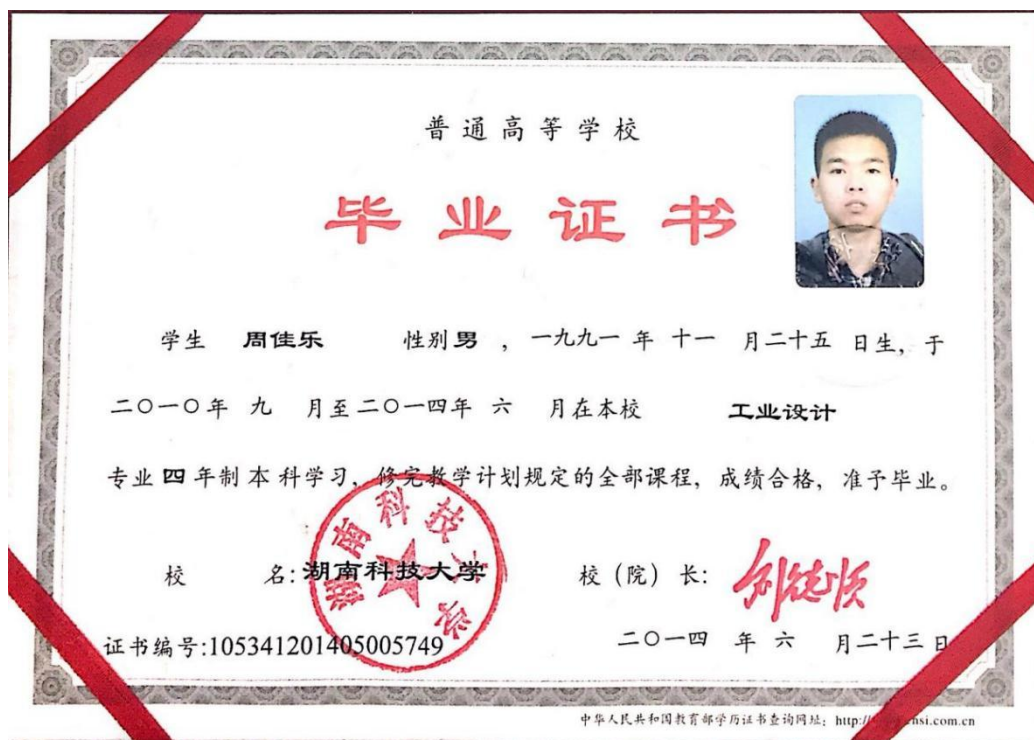 普通高等学校
毕业证书
学生 周佳乐 性别 男 ，一九九一 年 十一 月二十五 日生，于
二〇一〇年 九 月至二〇一四年 六 月在本校 工业设计
专业 四 年制 本 科学习，修完教学计划规定的全部课程，成绩合格，准予毕业。
校 名: 湖南科技大学 校（院）长:
湖南科技大学
证书编号:105341201405005749 二〇一四 年 六 月二十三 日
中华人民共和国教育部学历证书查询网址: http://